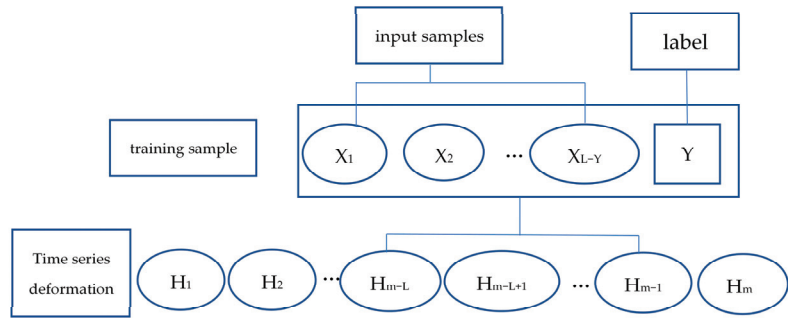 input samples
label
training sample
X1 X2 ... XL-Y Y
Time series
deformation
H1 H2 ... Hm-L Hm-L+1 ... Hm-1 Hm